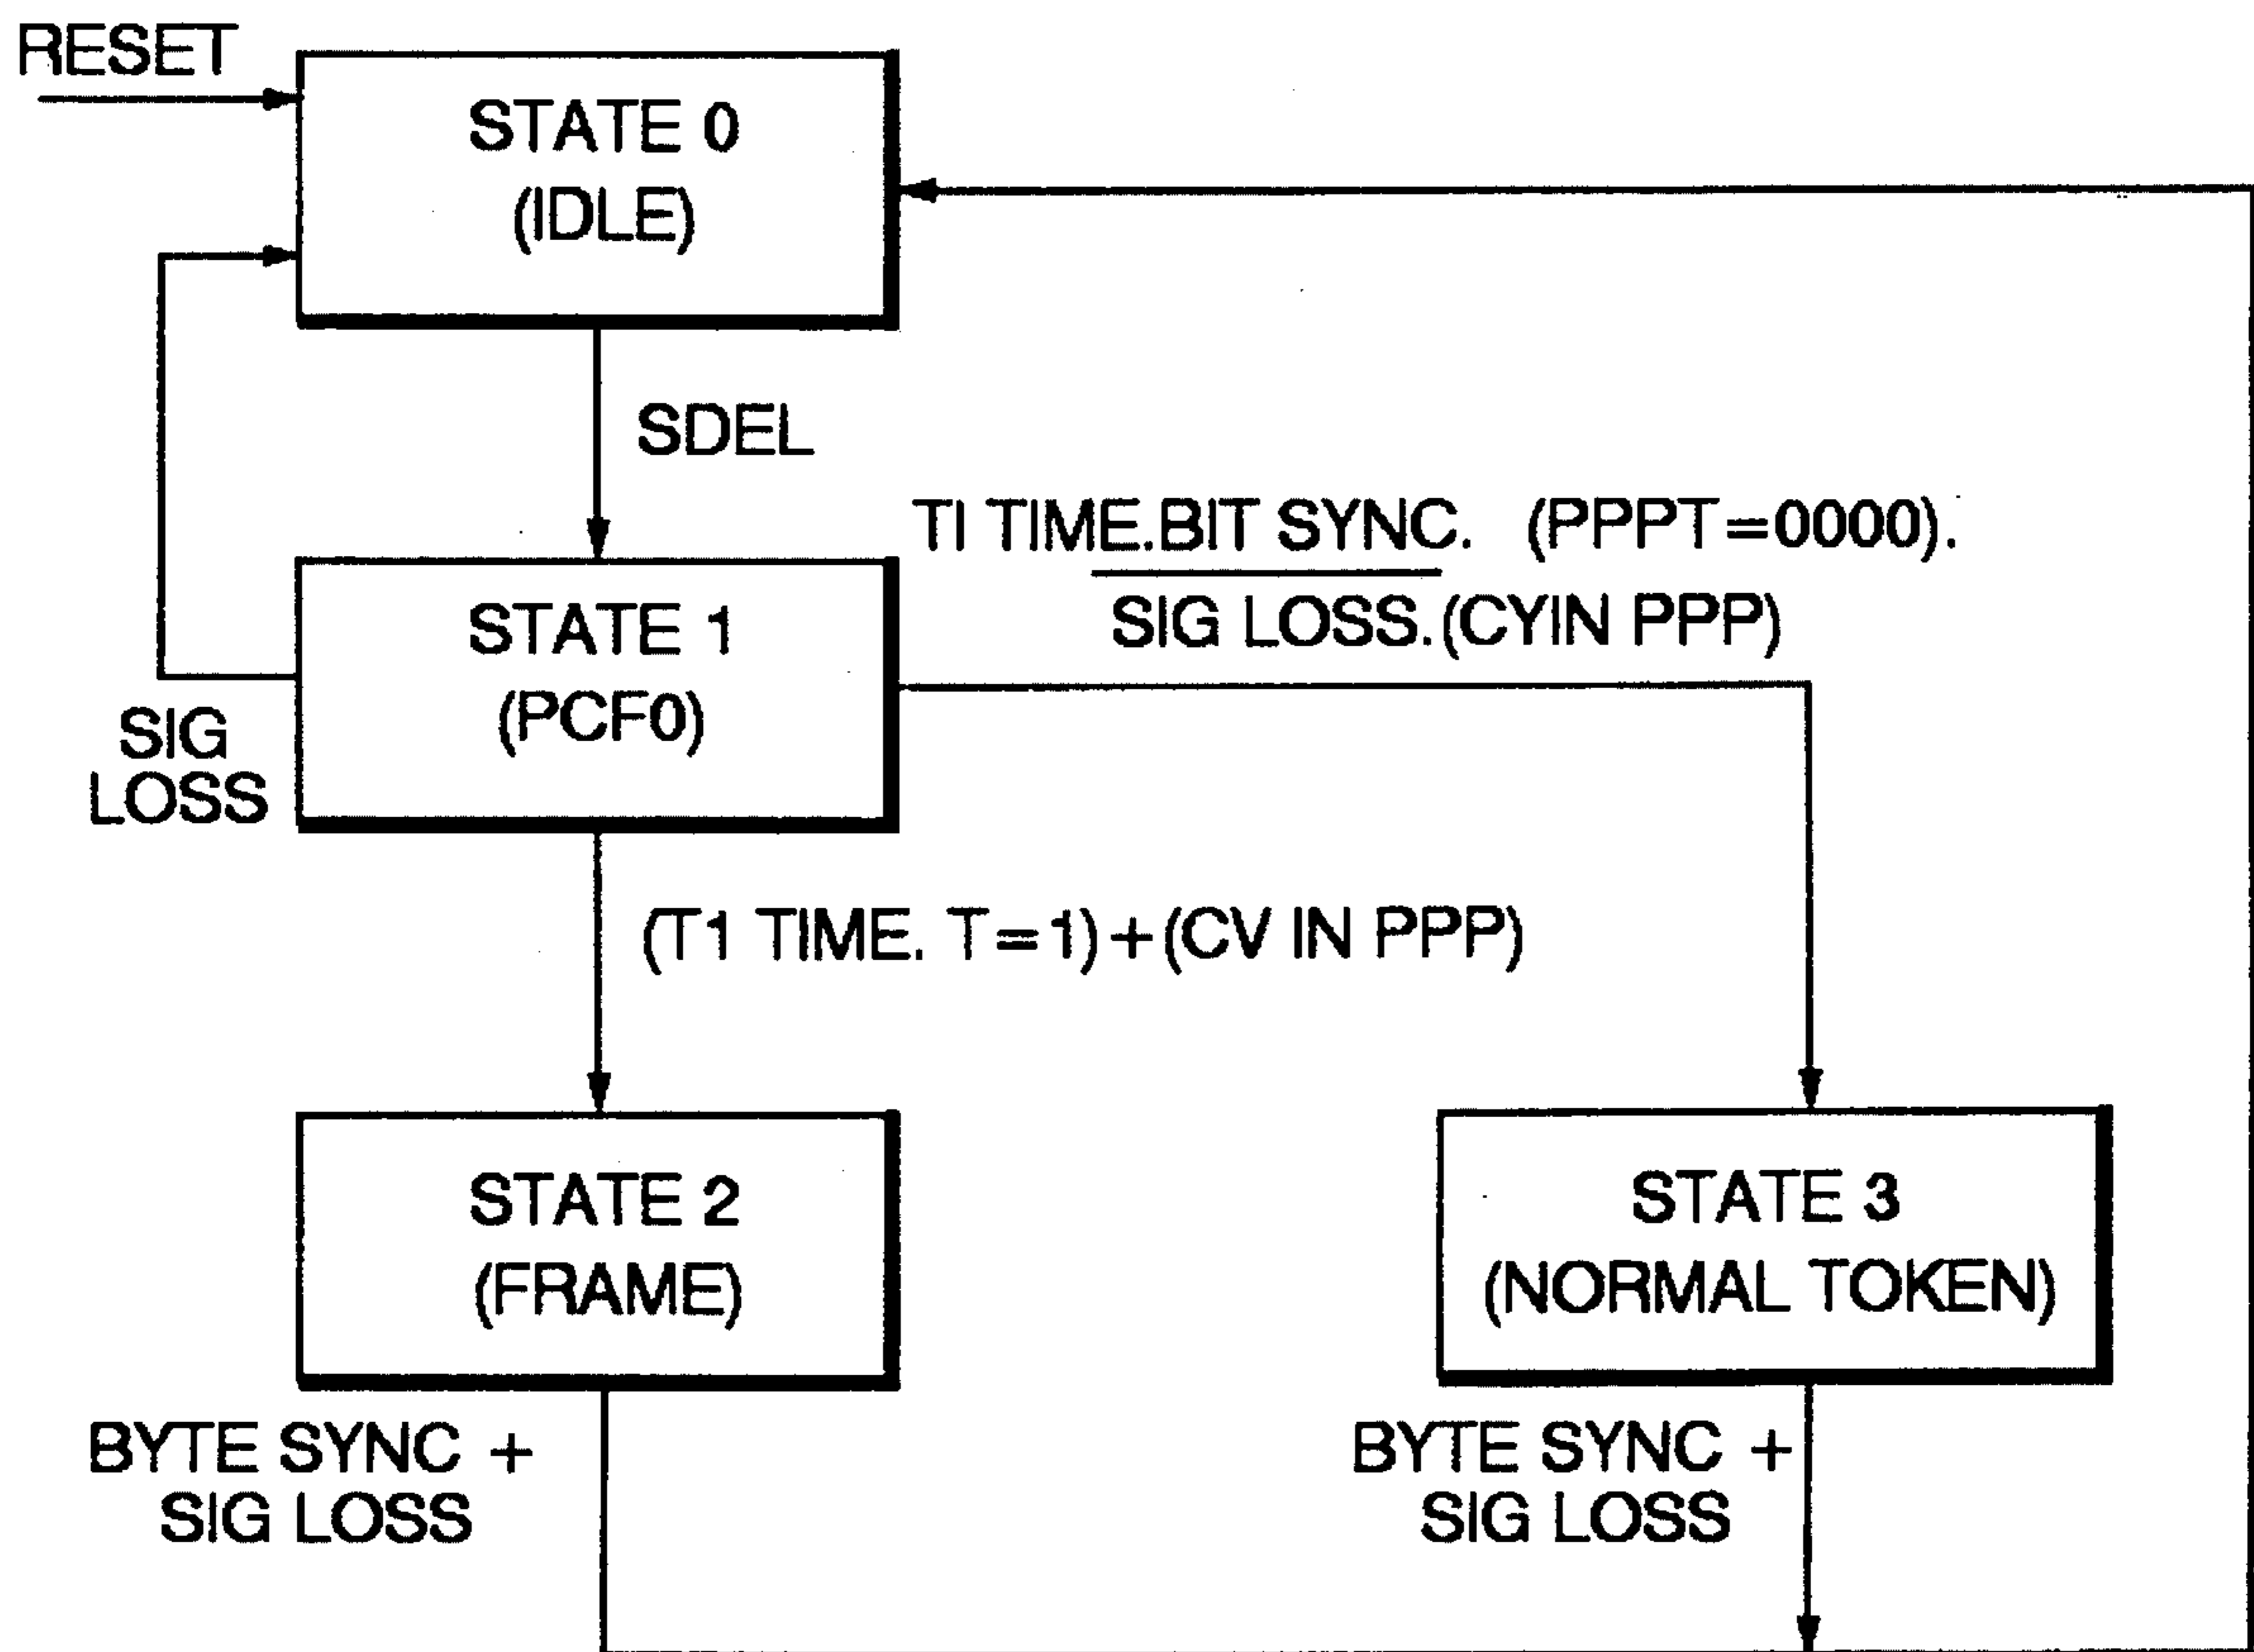 RESET
STATE 0
(IDLE)
SDEL
TI TIME.BIT SYNC. (PPPT=0000).
SIG LOSS.(CYIN PPP)
STATE 1
(PCF0)
SIG
LOSS
(T1 TIME. T=1)+(CV IN PPP)
STATE 2
(FRAME)
STATE 3
(NORMAL TOKEN)
BYTE SYNC +
SIG LOSS
BYTE SYNC +
SIG LOSS